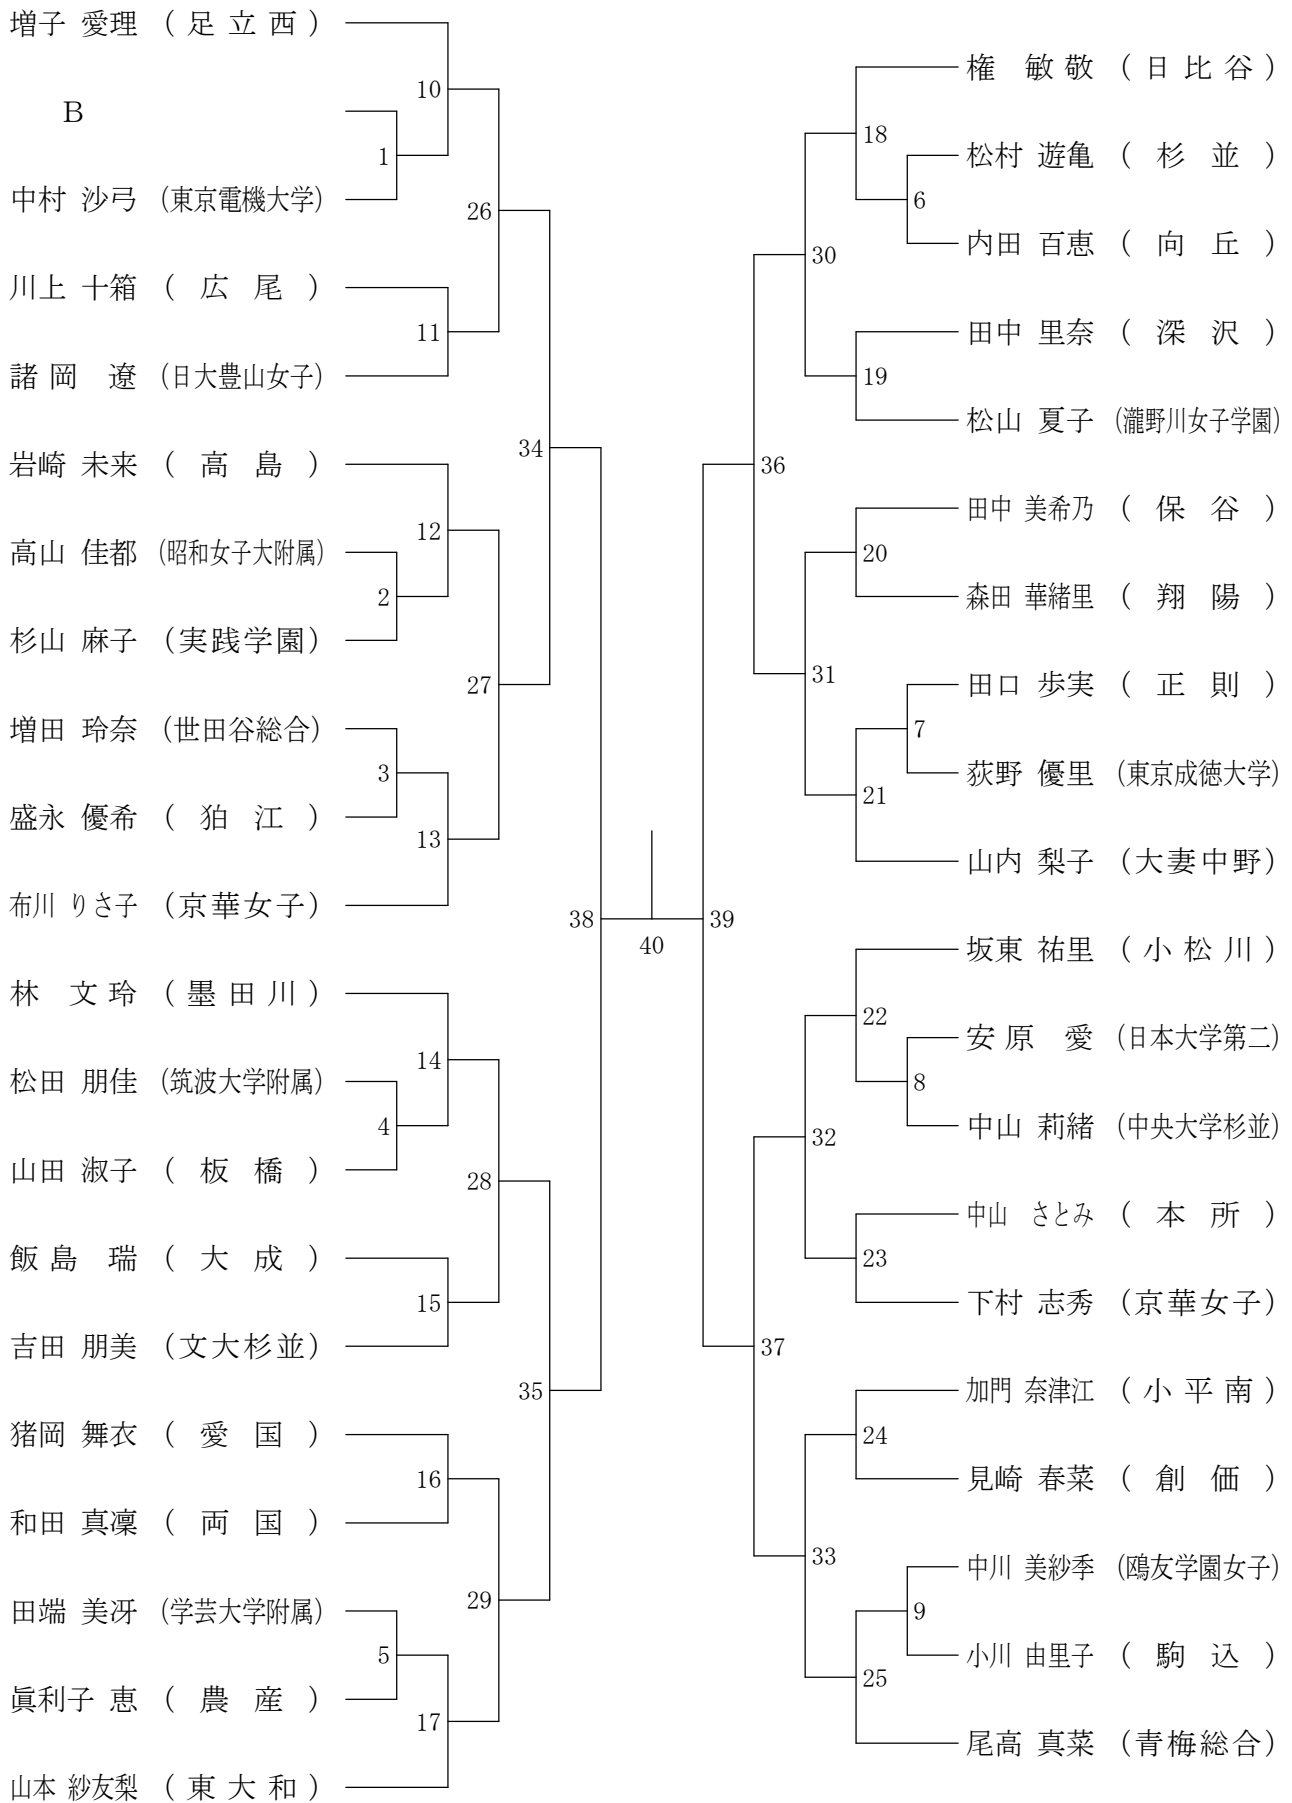 増子 愛理 （ 足 立 西 ）
B
中村 沙弓 （東京電機大学）
川上 十箱 （ 広 尾 ）
諸 岡 遼 （日大豊山女子）
岩崎 未来 （ 高 島 ）
高山 佳都 （昭和女子大附属）
杉山 麻子 （実践学園）
増田 玲奈 （世田谷総合）
盛永 優希 （ 狛 江 ）
布川 りさ子 （京華女子）
林 文 玲 （ 墨 田 川 ）
松田 朋佳 （筑波大学附属）
山田 淑子 （ 板 橋 ）
飯 島 瑞 （ 大 成 ）
吉田 朋美 （文大杉並）
猪岡 舞衣 （ 愛 国 ）
和田 真凜 （ 両 国 ）
田端 美冴 （学芸大学附属）
眞利子 恵 （ 農 産 ）
山本 紗友梨 （ 東 大 和 ）
1
2
3
4
5
10
11
12
13
14
15
16
17
26
27
28
29
34
35
38
40
39
36
37
30
31
32
33
18
19
20
21
22
23
24
25
6
7
8
9
権 敏 敬 （ 日 比 谷 ）
松村 遊亀 （ 杉 並 ）
内田 百恵 （ 向 丘 ）
田中 里奈 （ 深 沢 ）
松山 夏子 （瀧野川女子学園）
田中 美希乃 （ 保 谷 ）
森田 華緒里 （ 翔 陽 ）
田口 歩実 （ 正 則 ）
荻野 優里 （東京成徳大学）
山内 梨子 （大妻中野）
坂東 祐里 （ 小 松 川 ）
安 原 愛 （日本大学第二）
中山 莉緒 （中央大学杉並）
中山 さとみ （ 本 所 ）
下村 志秀 （京華女子）
加門 奈津江 （ 小 平 南 ）
見崎 春菜 （ 創 価 ）
中川 美紗季 （鴎友学園女子）
小川 由里子 （ 駒 込 ）
尾高 真菜 （青梅総合）